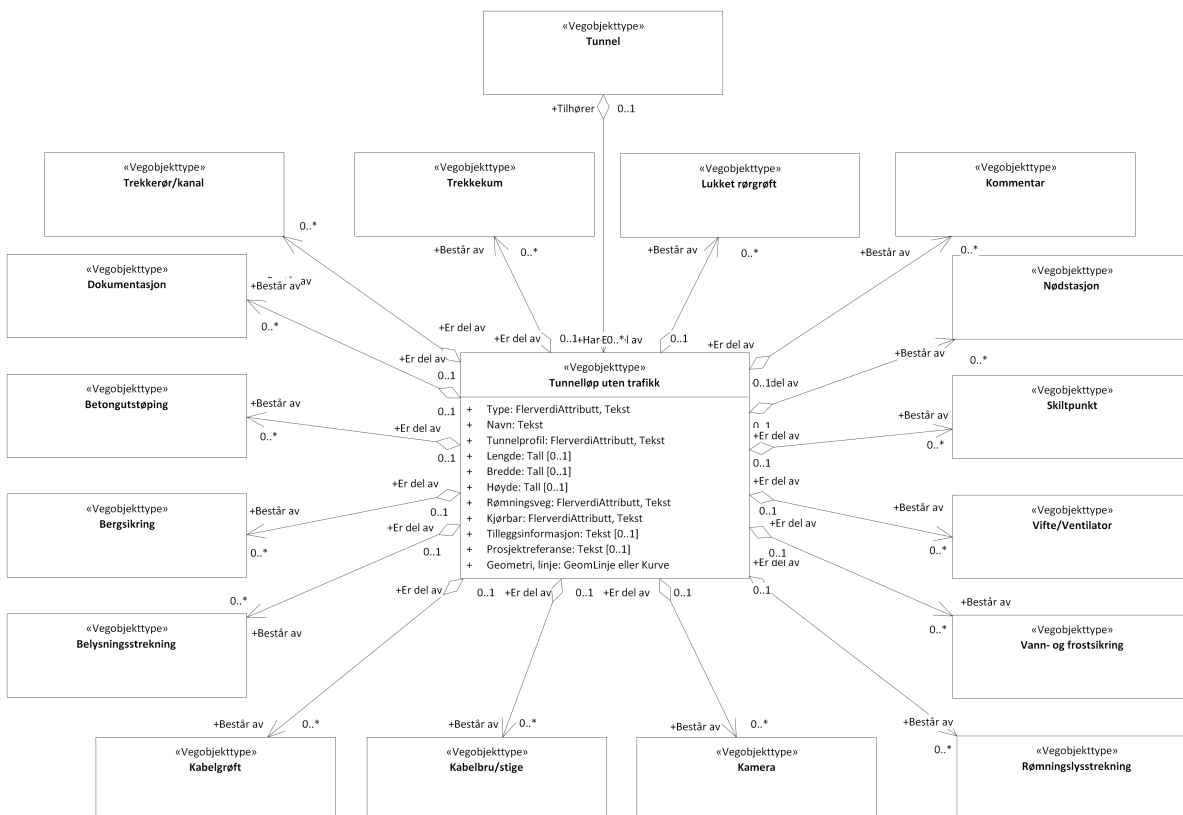 «Vegobjekttype»
Tunnel
+Tilhører
0..1
«Vegobjekttype»
Trekkerør/kanal
«Vegobjekttype»
Trekkekum
«Vegobjekttype»
Lukket rørgrøft
«Vegobjekttype»
Kommentar
0..*
+Består av
0..*
+Består av
0..*
+Består av
0..*
«Vegobjekttype»
Dokumentasjon
+Består av
0..*
«Vegobjekttype»
Nødstasjon
+Består av
0..*
+Er del av
0..1
+Er del av
0..1
0..*
0..1
+Er del av
+Er del av
0..1
«Vegobjekttype»
Tunnelløp uten trafikk
+ Type: FlerverdiAttributt, Tekst
+ Navn: Tekst
+ Tunnelprofil: FlerverdiAttributt, Tekst
+ Lengde: Tall [0..1]
+ Bredde: Tall [0..1]
+ Høyde: Tall [0..1]
+ Rømningsveg: FlerverdiAttributt, Tekst
+ Kjørbar: FlerverdiAttributt, Tekst
+ Tilleggsinformasjon: Tekst [0..1]
+ Prosjektreferanse: Tekst [0..1]
+ Geometri, linje: GeomLinje eller Kurve
«Vegobjekttype»
Betongutstøping
+Består av
0..*
+Er del av
0..1
0..1
«Vegobjekttype»
Skiltpunkt
+Består av
0..*
+Er del av
0..1
0..1
«Vegobjekttype»
Bergsikring
+Består av
0..*
+Er del av
0..1
«Vegobjekttype»
Vifte/Ventilator
+Består av
0..*
+Er del av
0..1
«Vegobjekttype»
Belysningsstrekning
0..*
+Består av
+Er del av
0..1
«Vegobjekttype»
Vann- og frostsikring
+Består av
0..*
+Er del av
0..1
+Er del av
0..1
+Er del av
0..1
+Er del av
0..1
+Er del av
0..1
+Består av
0..*
+Består av
0..*
+Består av
0..*
+Består av
0..*
«Vegobjekttype»
Kabelgrøft
«Vegobjekttype»
Kabelbru/stige
«Vegobjekttype»
Kamera
«Vegobjekttype»
Rømningslysstrekning